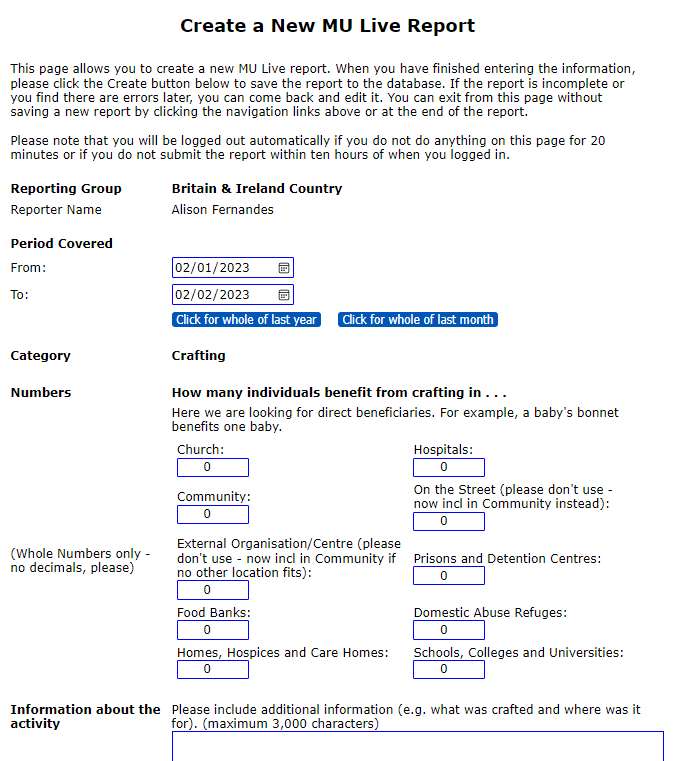 Create a New MU Live Report
This page allows you to create a new MU Live report. When you have finished entering the information,
please click the Create button below to save the report to the database. If the report is incomplete or
you find there are errors later, you can come back and edit it. You can exit from this page without
saving a new report by clicking the navigation links above or at the end of the report.
Please note that you will be logged out automatically if you do not do anything on this page for 20
minutes or if you do not submit the report within ten hours of when you logged in.
Reporting Group Britain & Ireland Country
Reporter Name Alison Fernandes
Period Covered
From: 02/01/2023
To: 02/02/2023
Click for whole of last year Click for whole of last month
Category Crafting
Numbers How many individuals benefit from crafting in . . .
Here we are looking for direct beneficiaries. For example, a baby's bonnet
benefits one baby.
Church: Hospitals:
0 0
Community: On the Street (please don't use -
now incl in Community instead):
0 0
(Whole Numbers only -
no decimals, please)
External Organisation/Centre (please
don't use - now incl in Community if
no other location fits):
0
Prisons and Detention Centres:
0
Food Banks: Domestic Abuse Refuges:
0 0
Homes, Hospices and Care Homes: Schools, Colleges and Universities:
0 0
Information about the
activity
Please include additional information (e.g. what was crafted and where was it
for). (maximum 3,000 characters)